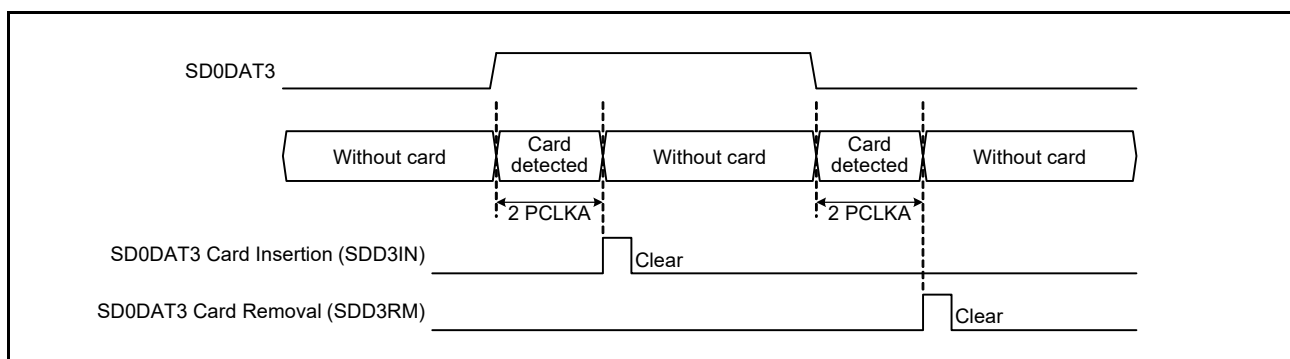 SD0DAT3
Without card
Card
detected
Without card
Card
detected
Without card
2 PCLKA
2 PCLKA
SD0DAT3 Card Insertion (SDD3IN)
Clear
SD0DAT3 Card Removal (SDD3RM)
Clear